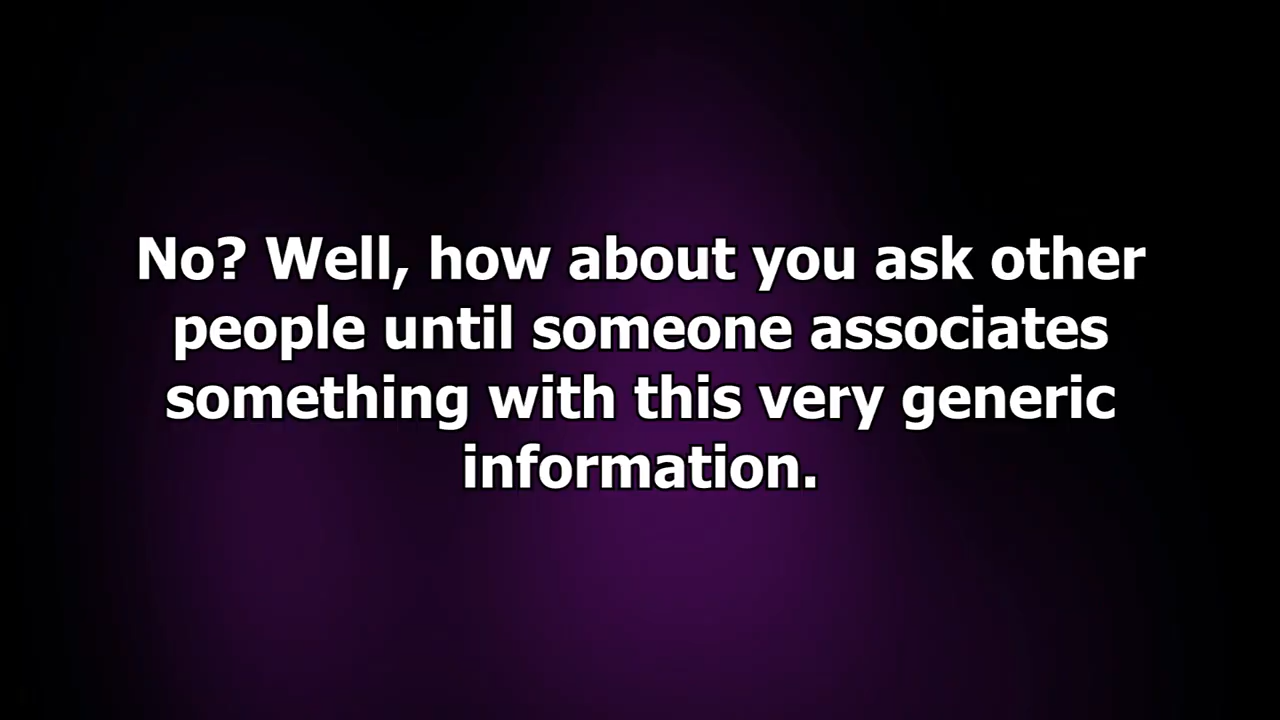 No? Well, how about you ask other
people until someone associates
something with this very generic
information.